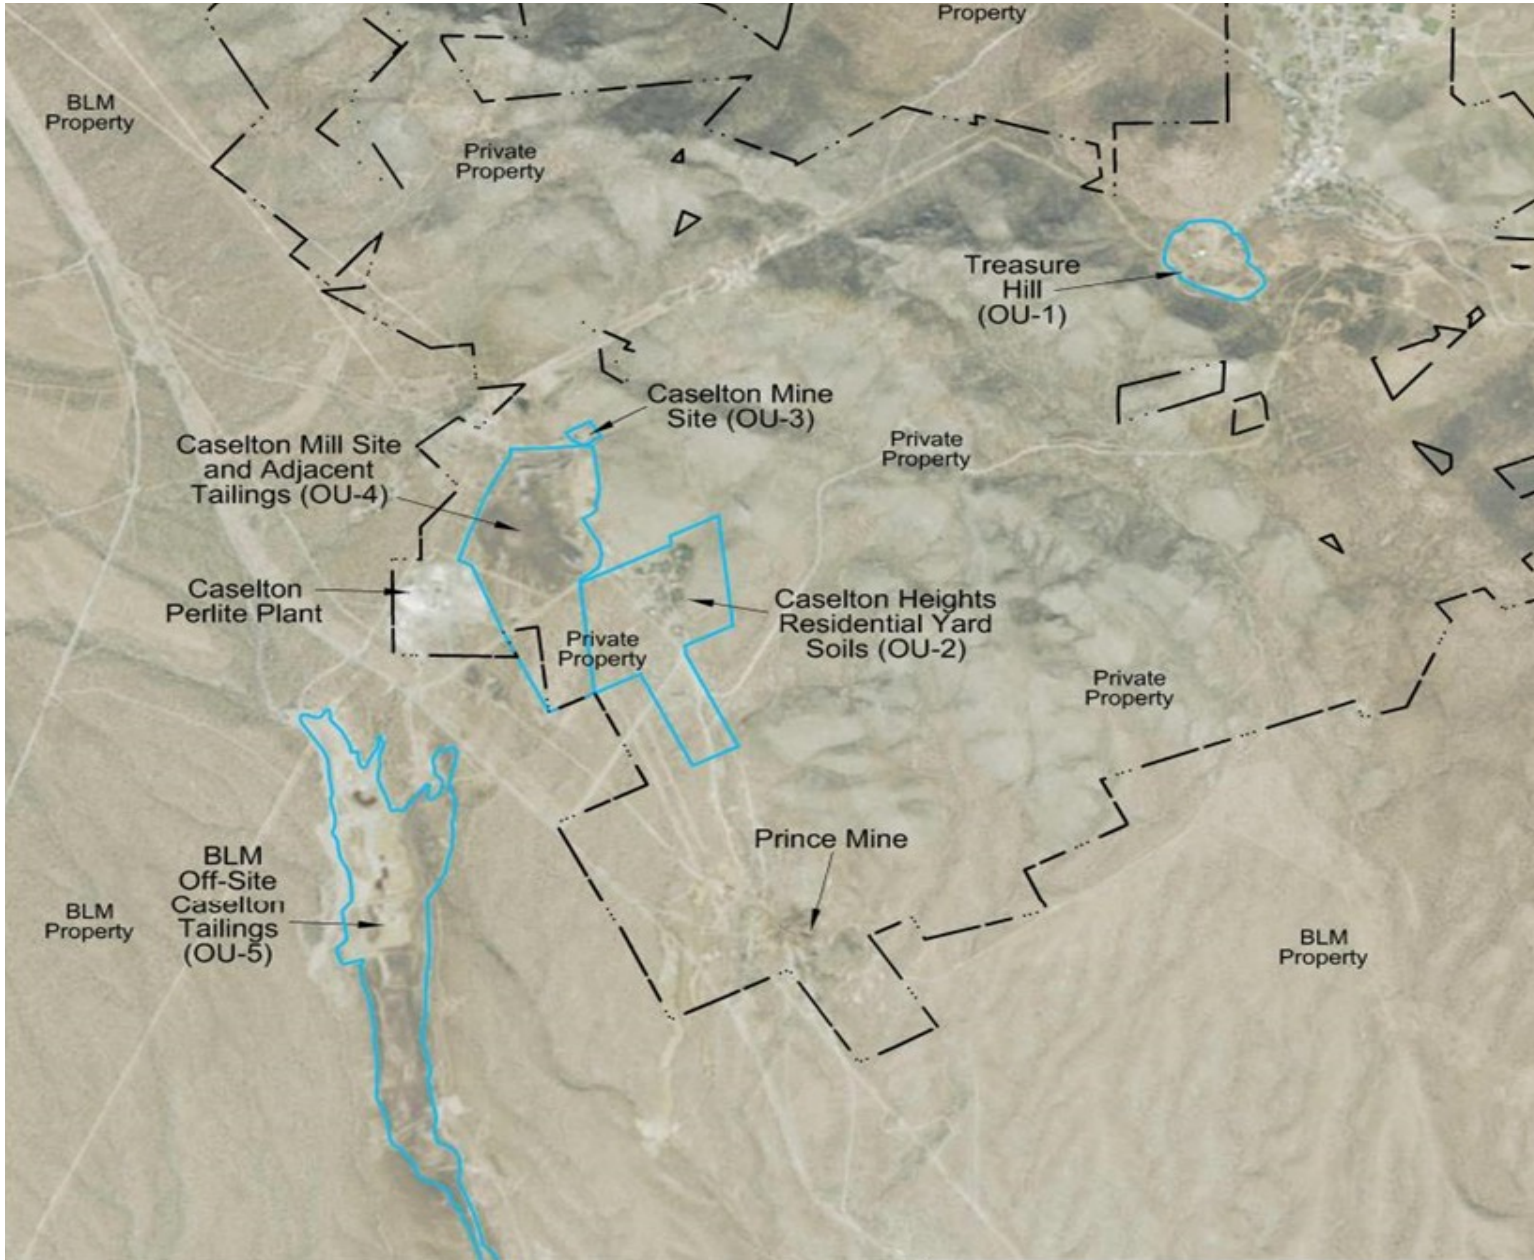 Property
BLM
Property
Private
Property
Treasure
Hill
(OU-1)
Caselton Mine
Site (OU-3)
Caselton Mill Site
and Adjacent
Tailings (OU-4)
Private
Property
Caselton
Perlite Plant
Caselton Heights
Residential Yard
Soils (OU-2)
Private
Property
Private
Property
Prince Mine
BLM
Off-Site
Caselton
Tailings
(OU-5)
BLM
Property
BLM
Property